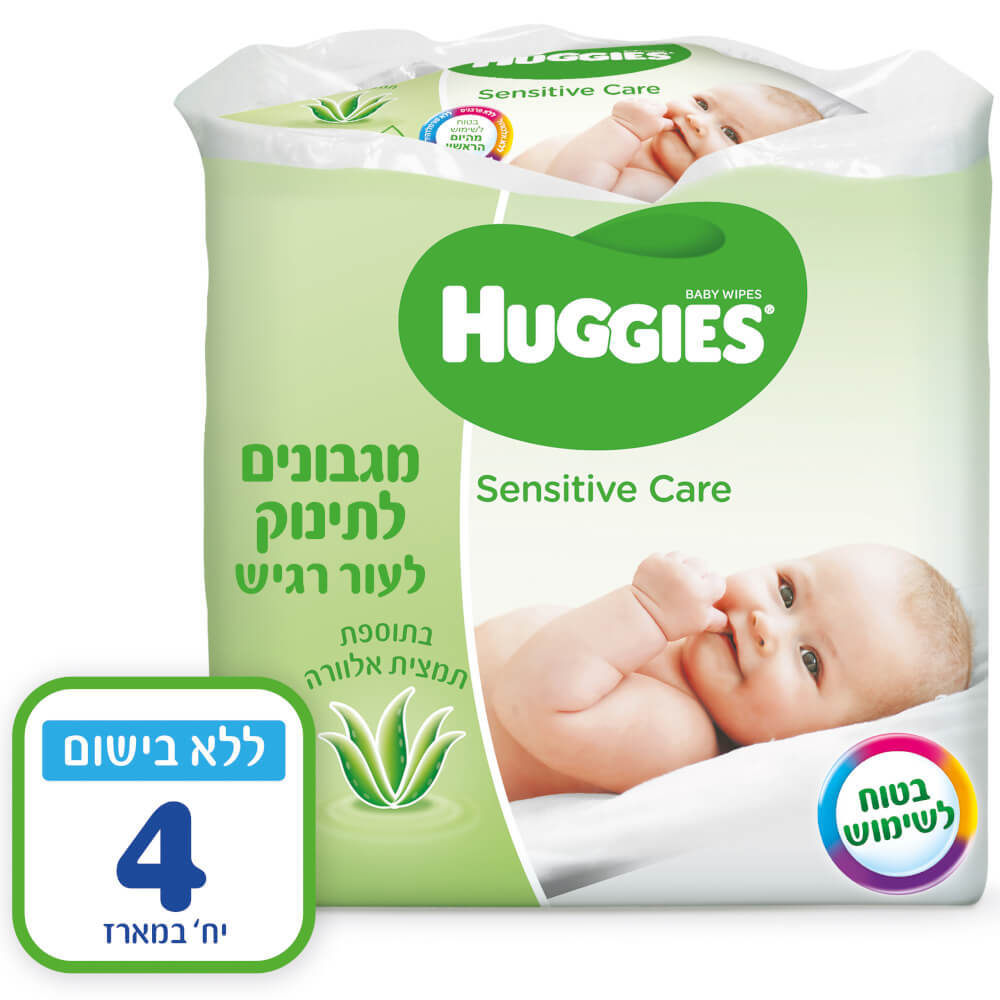 HUGGIES
Sensitive Care
בטוח
לשימוש
מהיום
הראשון
BABY WIPES
HUGGIES®
Sensitive Care
מגבונים
לתינוק
לעור רגיש
בתוספת
תמצית אלוורה
ללא בישום
4
יח' במארז
בטוח
לשימוש